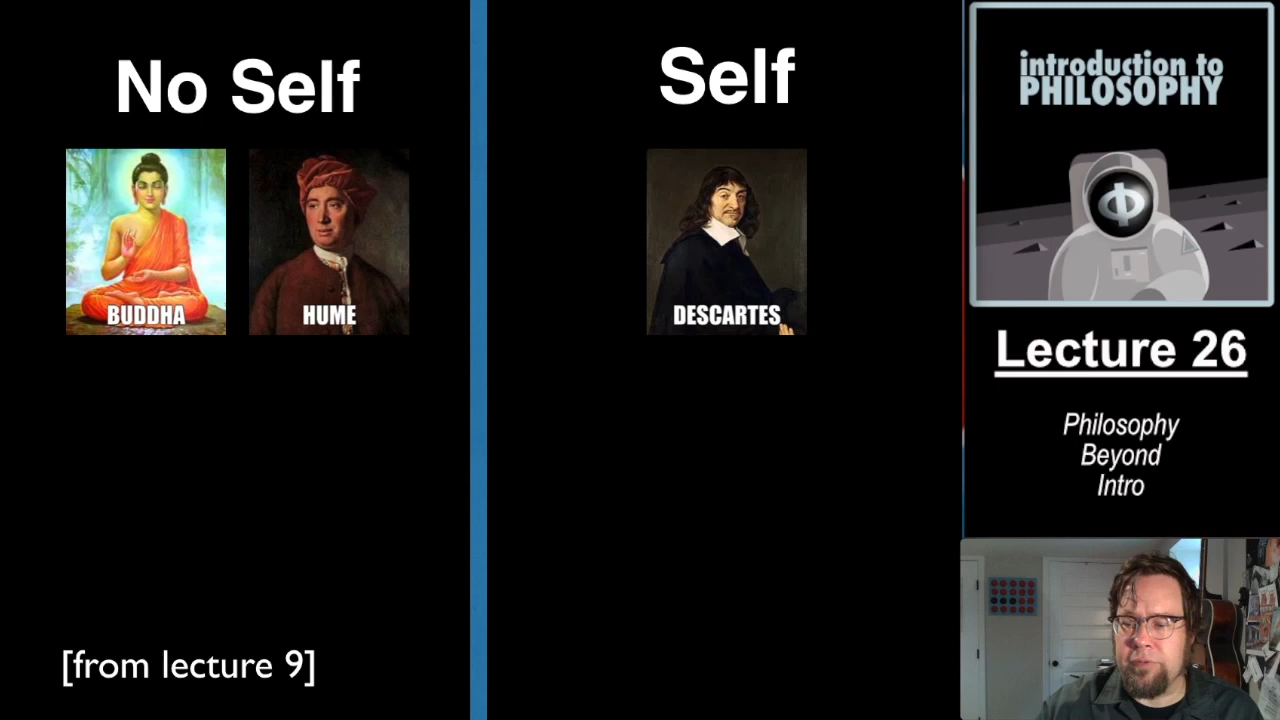 No Self
BUDDHA
HUME
[from lecture 9]
Self
DESCARTES
introduction to
PHILOSOPHY
Φ
Lecture 26
Philosophy
Beyond
Intro